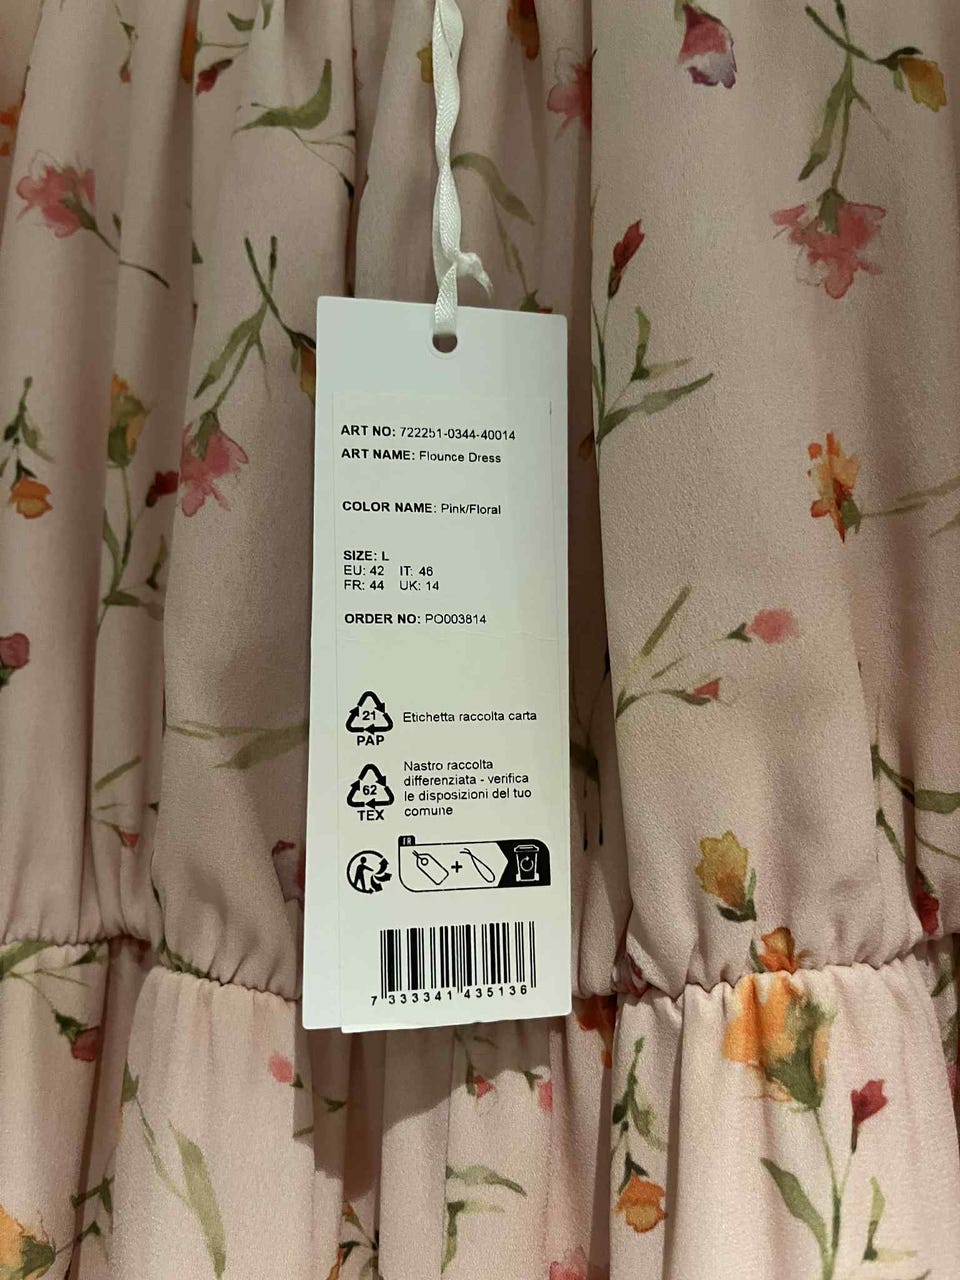 ART NO: 722251-0344-40014
ART NAME: Flounce Dress
COLOR NAME: Pink/Floral
SIZE: L
EU: 42 IT: 46
FR: 44 UK: 14
ORDER NO: PO003814
21
PAP
Etichetta raccolta carta
62
TEX
Nastro raccolta
differenziata - verifica
le disposizioni del tuo
comune
FR
+
7 333341 435136